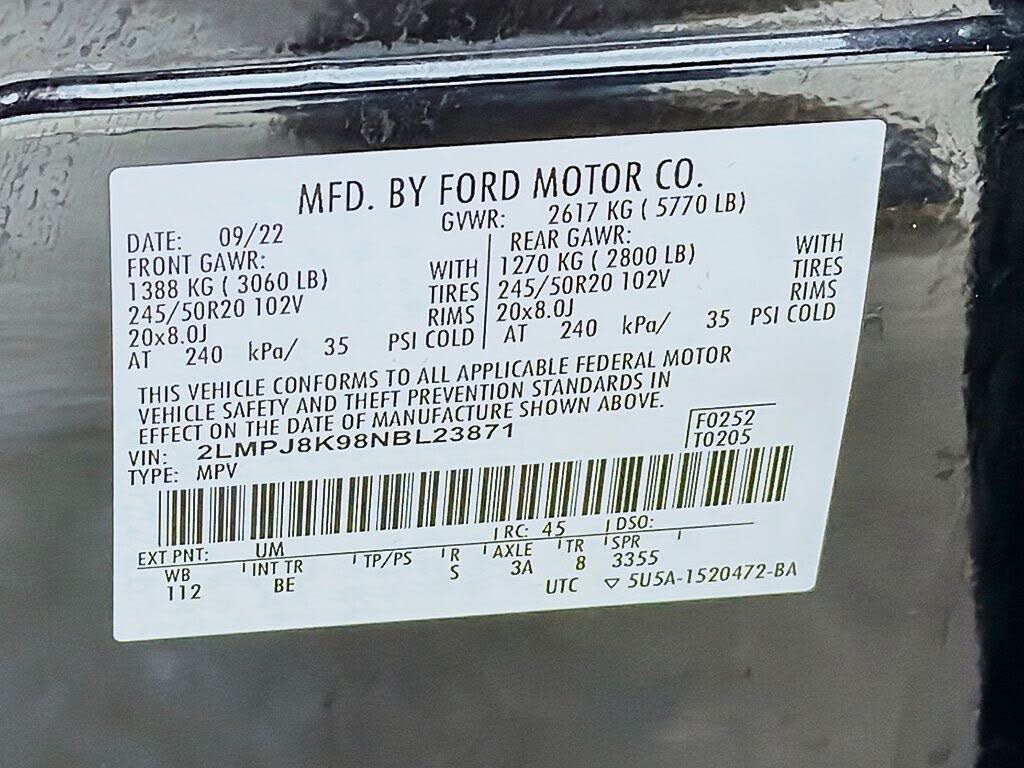 MFD. BY FORD MOTOR CO.
DATE: 09/22 GVWR: 2617 KG ( 5770 LB)
FRONT GAWR: REAR GAWR:
1388 KG ( 3060 LB) WITH 1270 KG ( 2800 LB) WITH
245/50R20 102V TIRES 245/50R20 102V TIRES
20x8.0J RIMS 20x8.0J RIMS
AT 240 kPa/ 35 PSI COLD AT 240 kPa/ 35 PSI COLD
THIS VEHICLE CONFORMS TO ALL APPLICABLE FEDERAL MOTOR
VEHICLE SAFETY AND THEFT PREVENTION STANDARDS IN
EFFECT ON THE DATE OF MANUFACTURE SHOWN ABOVE.
VIN: 2LMPJ8K98NBL23871 F0252
TYPE: MPV T0205
EXT PNT: UM RC: 45 DSO:
WB INT TR TP/PS R AXLE TR SPR
112 BE S 3A 8 3355
UTC ▽ 5U5A-1520472-BA